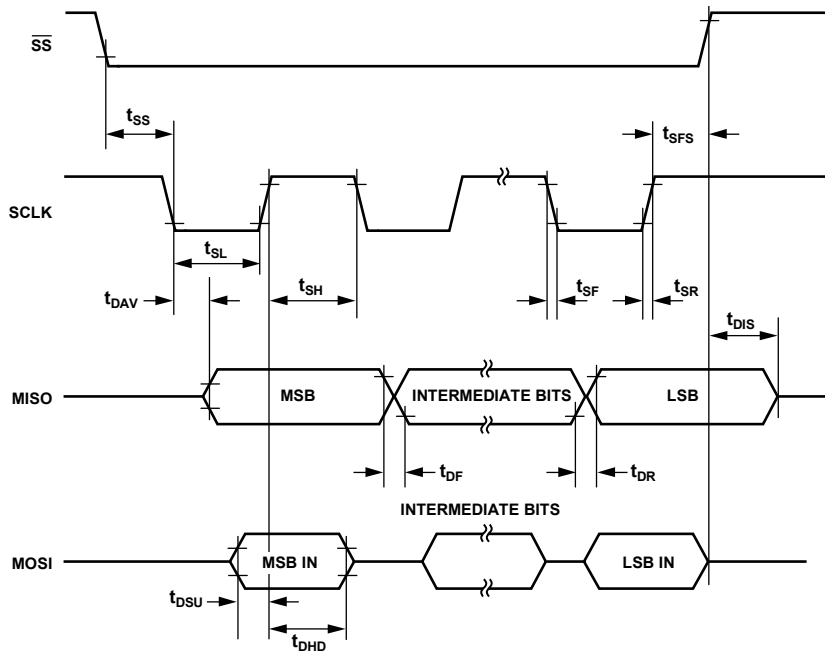 SS
tSS
tSFS
SCLK
tSL
tSH
tSF
tSR
tDAV
tDIS
MISO
MSB
INTERMEDIATE BITS
LSB
tDF
tDR
INTERMEDIATE BITS
MOSI
MSB IN
LSB IN
tDSU
tDHD